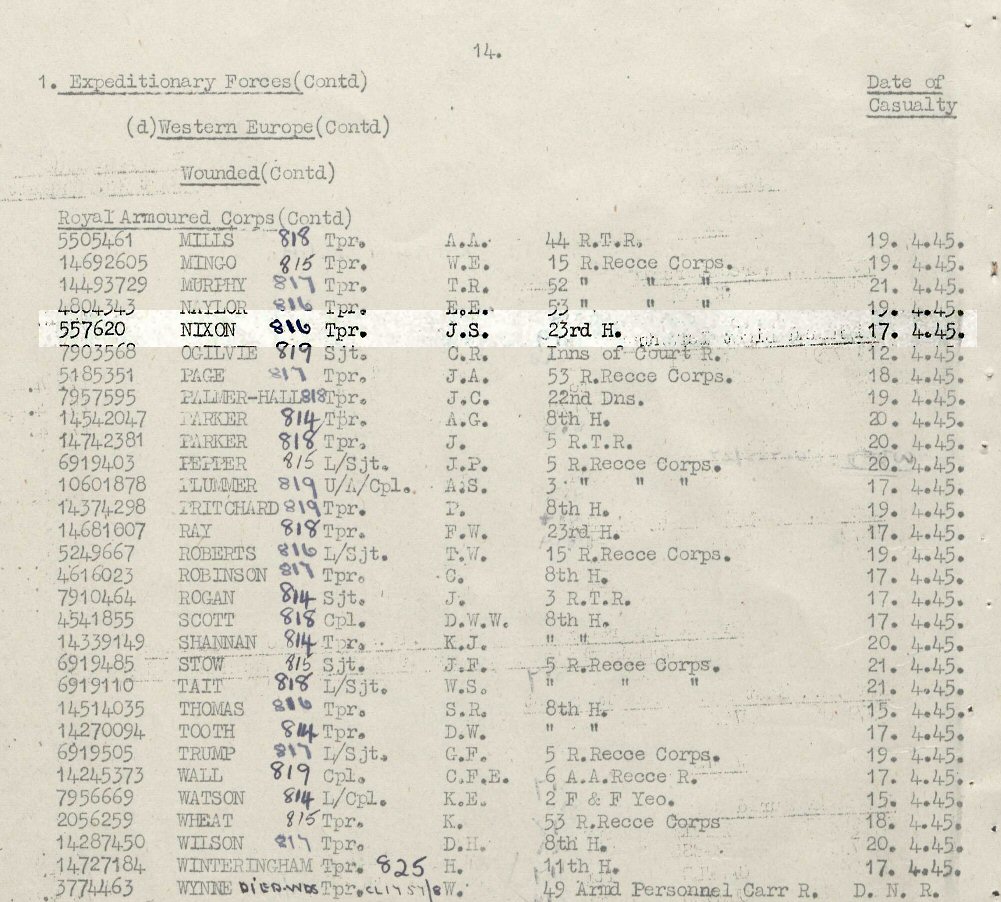 14.
1. Expeditionary Forces(Contd) Date of
Casualty
(d)Western Europe(Contd)
Wounded(Contd)
Royal Armoured Corps(Contd)
5505461 MILLS 818 Tpr. A.A. 44 R.T.R. 19. 4.45.
14692605 MINGO 815 Tpr. W.E. 15 R.Recce Corps. 19. 4.45.
14493729 MURPHY 817 Tpr. T.R. 52 " " " 21. 4.45.
4804343 NAYLOR 816 Tpr. E.E. 53 " " " 19. 4.45.
557620 NIXON 816 Tpr. J.S. 23rd H. 17. 4.45.
7903568 OGILVIE 819 Sjt. C.R. Inns of Court R. 12. 4.45.
5185351 PAGE 817 Tpr. J.A. 53 R.Recce Corps. 18. 4.45.
7957595 PALMER-HALL 818 Tpr. J.C. 22nd Dns. 19. 4.45.
14542047 PARKER 814 Tpr. A.G. 8th H. 20. 4.45.
14742381 PARKER 818 Tpr. J. 5 R.T.R. 20. 4.45.
6919403 PEPPER 815 L/Sjt. J.P. 5 R.Recce Corps. 20. 4.45.
10601878 PLUMMER 819 U/A/Cpl. A.S. 3 " " " 17. 4.45.
14374298 PRITCHARD 819 Tpr. P. 8th H. 19. 4.45.
14681007 RAY 818 Tpr. F.W. 23rd H. 17. 4.45.
5249667 ROBERTS 816 L/Sjt. T.W. 15 R.Recce Corps. 19. 4.45.
4616023 ROBINSON 817 Tpr. C. 8th H. 17. 4.45.
7910464 ROGAN 814 Sjt. J. 3 R.T.R. 17. 4.45.
4541855 SCOTT 818 Cpl. D.W.W. 8th H. 17. 4.45.
14339149 SHANNAN 814 Tpr. K.J. " " 20. 4.45.
6919485 STOW 815 Sjt. J.F. 5 R.Recce Corps. 21. 4.45.
6919110 TAIT 818 L/Sjt. W.S. " " " 21. 4.45.
14514035 THOMAS 816 Tpr. S.R. 8th H. 15. 4.45.
14270094 TOOTH 814 Tpr. D.W. " " 17. 4.45.
6919505 TRUMP 817 L/Sjt. G.F. 5 R.Recce Corps. 19. 4.45.
14245373 WALL 819 Cpl. C.F.E. 6 A.A.Recce R. 17. 4.45.
7956669 WATSON 814 L/Cpl. K.E. 2 F & F Yeo. 15. 4.45.
2056259 WHEAT 815 Tpr. K. 53 R.Recce Corps 18. 4.45.
14287450 WILSON 817 Tpr. D.H. 8th H. 20. 4.45.
14727184 WINTERINGHAM Tpr. 825 H. 11th H. 17. 4.45.
3774463 WYNNE DIED.WDS Tpr. W. 49 Armd Personnel Carr R. D. N. R.